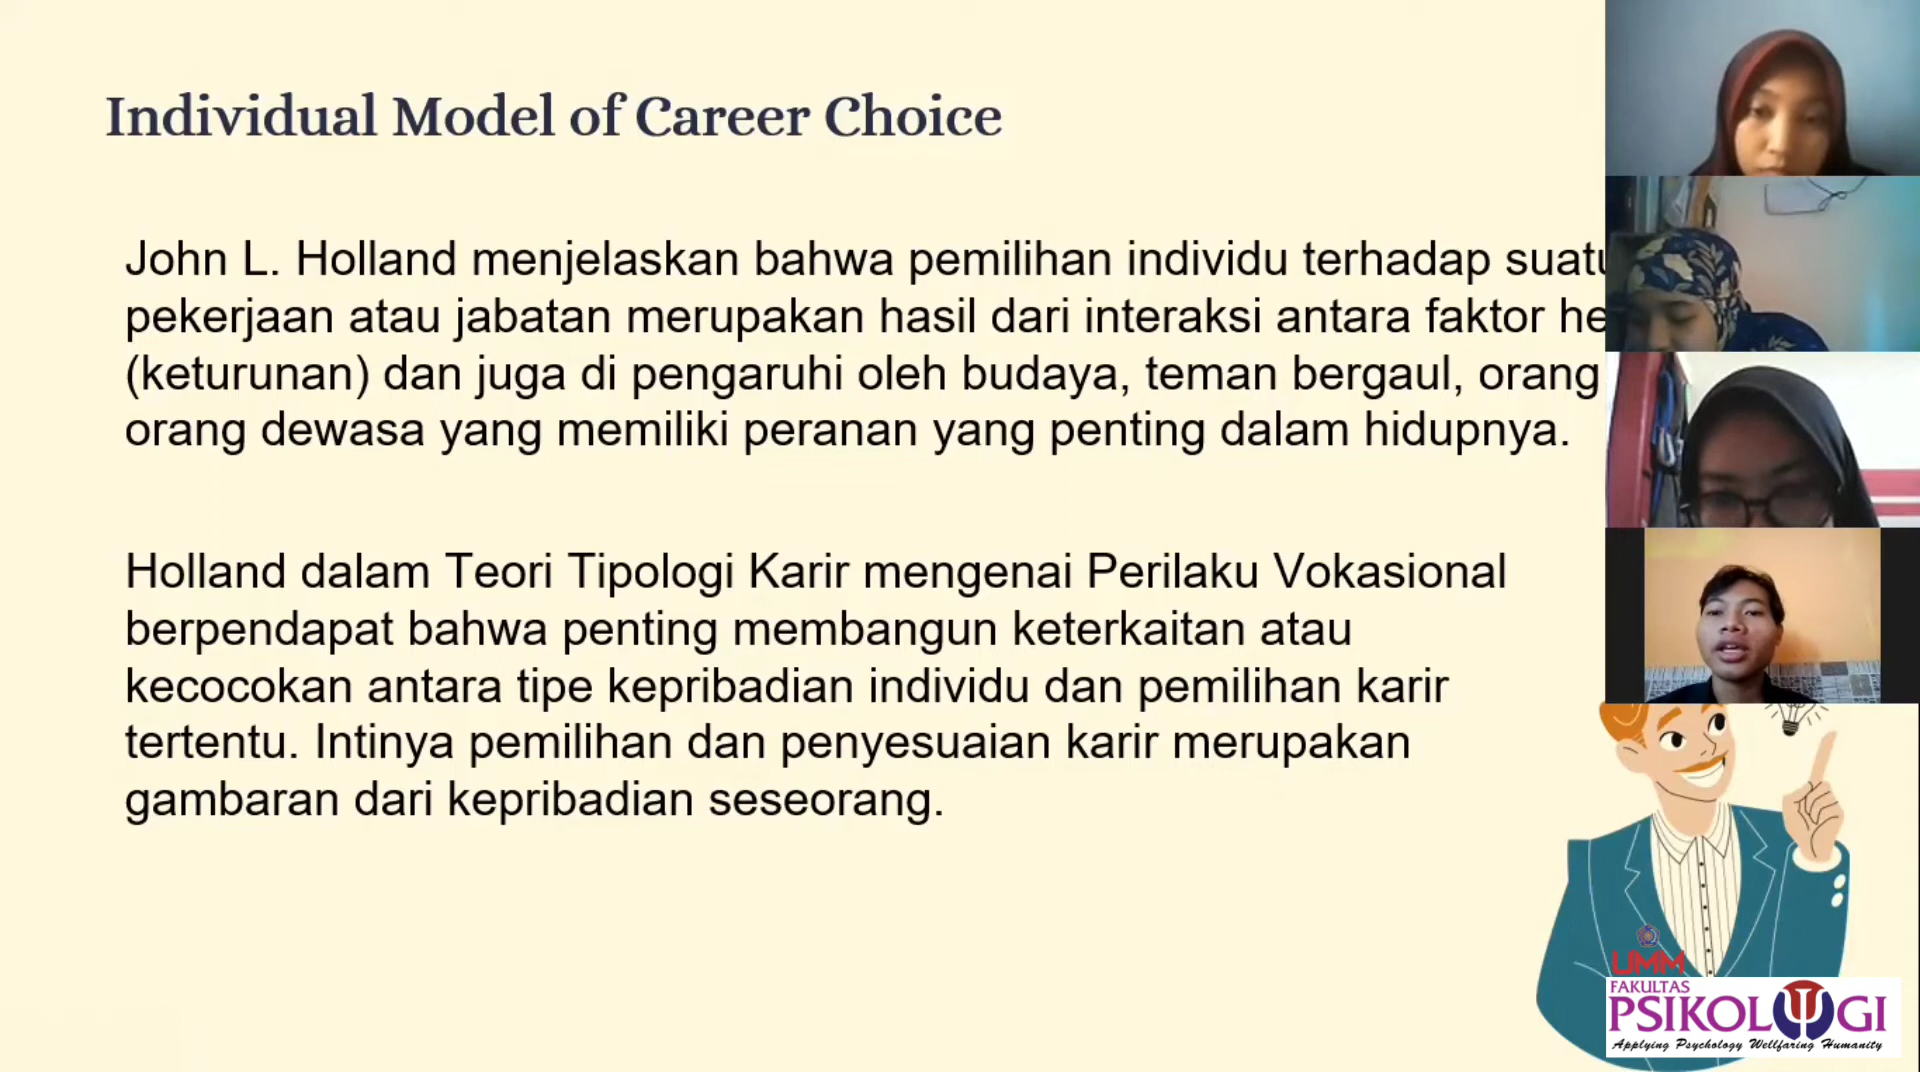 Individual Model of Career Choice
John L. Holland menjelaskan bahwa pemilihan individu terhadap
pekerjaan atau jabatan merupakan hasil dari interaksi antara faktor
(keturunan) dan juga di pengaruhi oleh budaya, teman bergaul, orang
orang dewasa yang memiliki peranan yang penting dalam hidupnya.
Holland dalam Teori Tipologi Karir mengenai Perilaku Vokasional
berpendapat bahwa penting membangun keterkaitan atau
kecocokan antara tipe kepribadian individu dan pemilihan karir
tertentu. Intinya pemilihan dan penyesuaian karir merupakan
gambaran dari kepribadian seseorang.
UMM
FAKULTAS
PSIKOLOGI
Applying Psychology Wellfaring Humanity